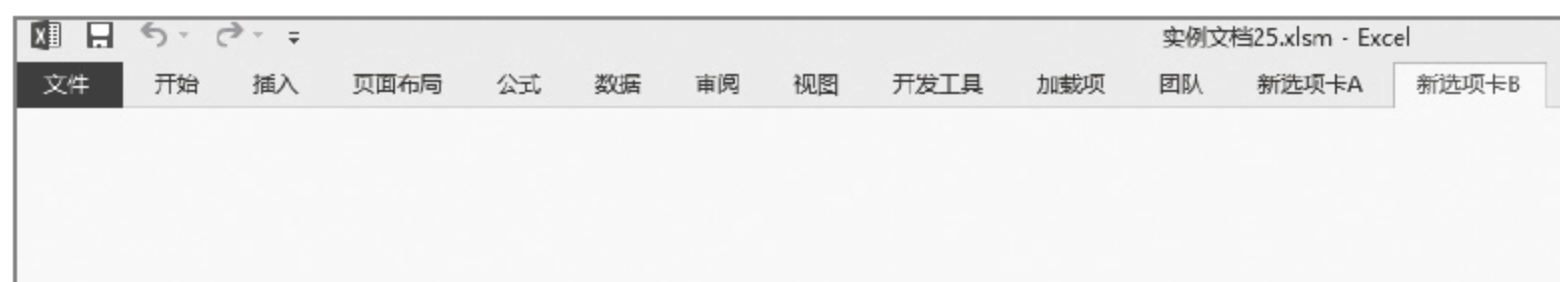 实例文档25.xlsm - Excel
文件 开始 插入 页面布局 公式 数据 审阅 视图 开发工具 加载项 团队 新选项卡A 新选项卡B